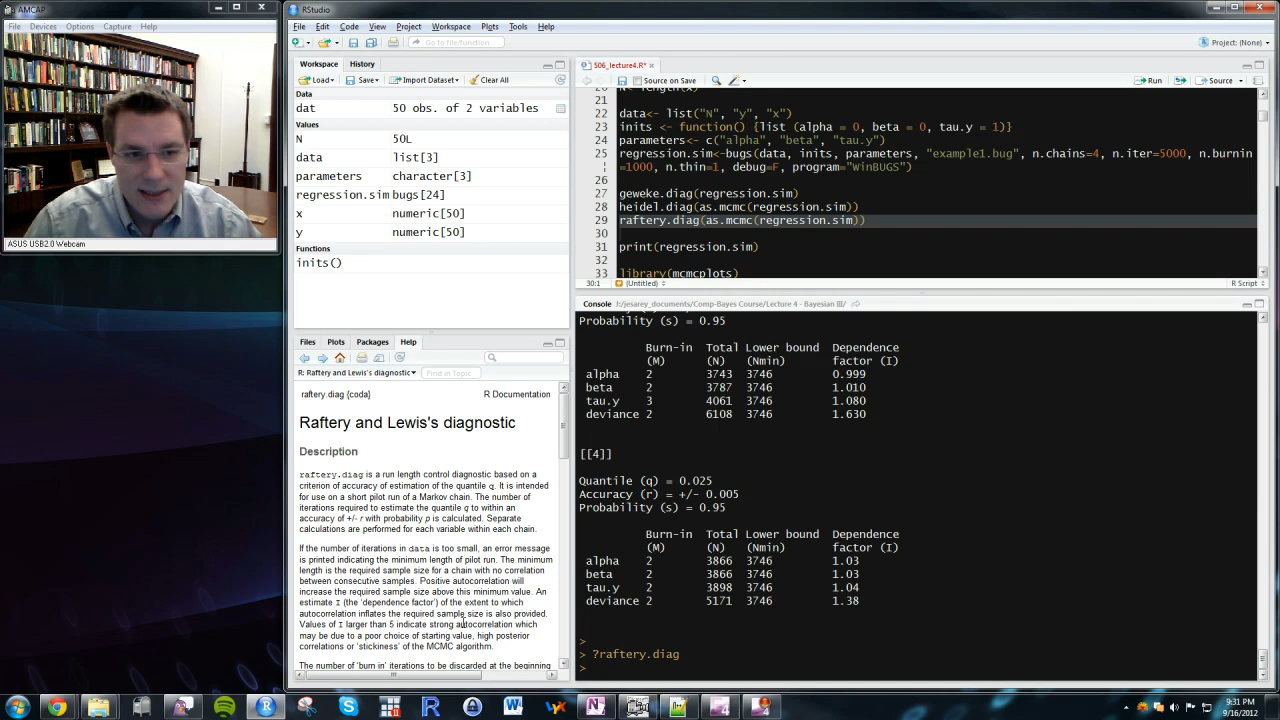 AMCAP
File Devices Options Capture Help
ASUS USB2.0 Webcam
RStudio
File Edit Code View Project Workspace Plots Tools Help
Go to file/function
Project: (None)
Workspace History
Load Save Import Dataset Clear All
Data
dat 50 obs. of 2 variables
Values
N 50L
data list[3]
parameters character[3]
regression.sim bugs[24]
x numeric[50]
y numeric[50]
Functions
inits()
Files Plots Packages Help
R: Raftery and Lewis's diagnostic Find in Topic
raftery.diag {coda} R Documentation
Raftery and Lewis's diagnostic
Description
raftery.diag is a run length control diagnostic based on a
criterion of accuracy of estimation of the quantile q. It is intended
for use on a short pilot run of a Markov chain. The number of
iterations required to estimate the quantile q to within an
accuracy of +/- r with probability p is calculated. Separate
calculations are performed for each variable within each chain.
If the number of iterations in data is too small, an error message
is printed indicating the minimum length of pilot run. The minimum
length is the required sample size for a chain with no correlation
between consecutive samples. Positive autocorrelation will
increase the required sample size above this minimum value. An
estimate I (the 'dependence factor') of the extent to which
autocorrelation inflates the required sample size is also provided.
Values of I larger than 5 indicate strong autocorrelation which
may be due to a poor choice of starting value, high posterior
correlations or 'stickiness' of the MCMC algorithm.
The number of 'burn in' iterations to be discarded at the beginning
506_lecture4.R*
Source on Save Run Source
20 N<- length(x)
21
22 data<- list("N", "y", "x")
23 inits <- function() {list (alpha = 0, beta = 0, tau.y = 1)}
24 parameters<- c("alpha", "beta", "tau.y")
25 regression.sim<-bugs(data, inits, parameters, "example1.bug", n.chains=4, n.iter=5000, n.burnin
=1000, n.thin=1, debug=F, program="WinBUGS")
26
27 geweke.diag(regression.sim)
28 heidel.diag(as.mcmc(regression.sim))
29 raftery.diag(as.mcmc(regression.sim))
30
31 print(regression.sim)
32
33 library(mcmcplots)
30:1 (Untitled) R Script
Console J:/jesarey_documents/Comp-Bayes Course/Lecture 4 - Bayesian III/
Probability (s) = 0.95
Burn-in Total Lower bound Dependence
(M) (N) (Nmin) factor (I)
alpha 2 3743 3746 0.999
beta 2 3787 3746 1.010
tau.y 3 4061 3746 1.080
deviance 2 6108 3746 1.630
[[4]]
Quantile (q) = 0.025
Accuracy (r) = +/- 0.005
Probability (s) = 0.95
Burn-in Total Lower bound Dependence
(M) (N) (Nmin) factor (I)
alpha 2 3866 3746 1.03
beta 2 3866 3746 1.03
tau.y 2 3898 3746 1.04
deviance 2 5171 3746 1.38
>
> ?raftery.diag
>
9:31 PM
9/16/2012